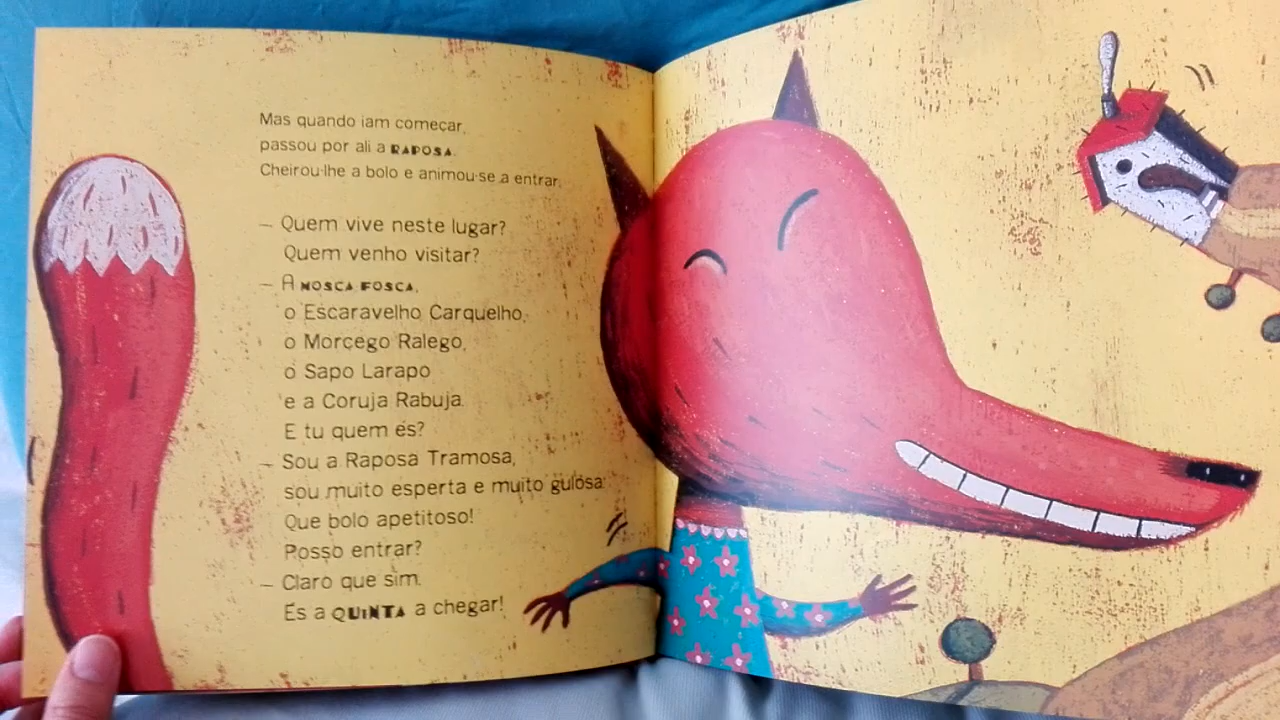 Mas quando iam começar,
passou por ali a RAPOSA.
Cheirou-lhe a bolo e animou-se a entrar.
– Quem vive neste lugar?
Quem venho visitar?
– A MOSCA FOSCA,
o Escaravelho Carquelho,
o Morcego Ralego,
o Sapo Larapo
e a Coruja Rabuja.
E tu quem és?
– Sou a Raposa Tramosa,
sou muito esperta e muito gulosa.
Que bolo apetitoso!
Posso entrar?
– Claro que sim.
És a QUINTA a chegar!